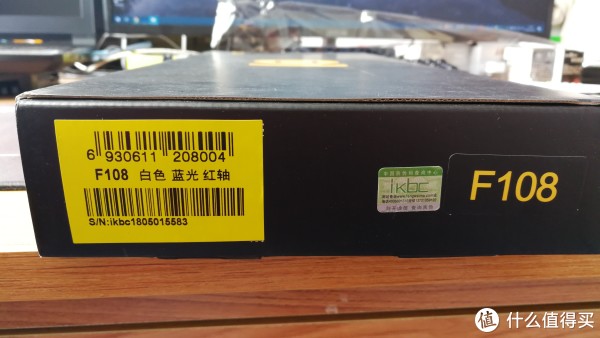 6 930611 208004
F108 白色 蓝光 红轴
S/N:ikbc1805015583
ikbc
F108
值 什么值得买